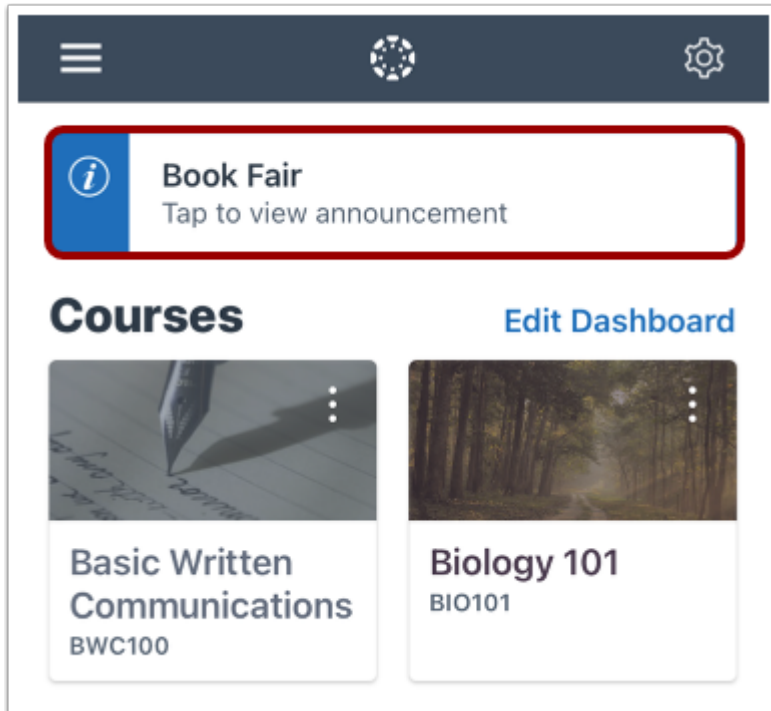 Book Fair
Tap to view announcement
Courses
Edit Dashboard
Basic Written
Communications
BWC100
Biology 101
BIO101